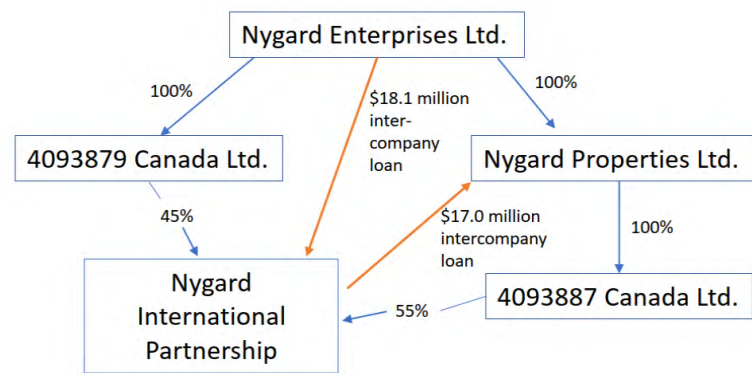 Nygard Enterprises Ltd.
100%
$18.1 million
inter-
company
loan
100%
4093879 Canada Ltd.
Nygard Properties Ltd.
45%
$17.0 million
intercompany
loan
100%
Nygard
International
Partnership
55%
4093887 Canada Ltd.